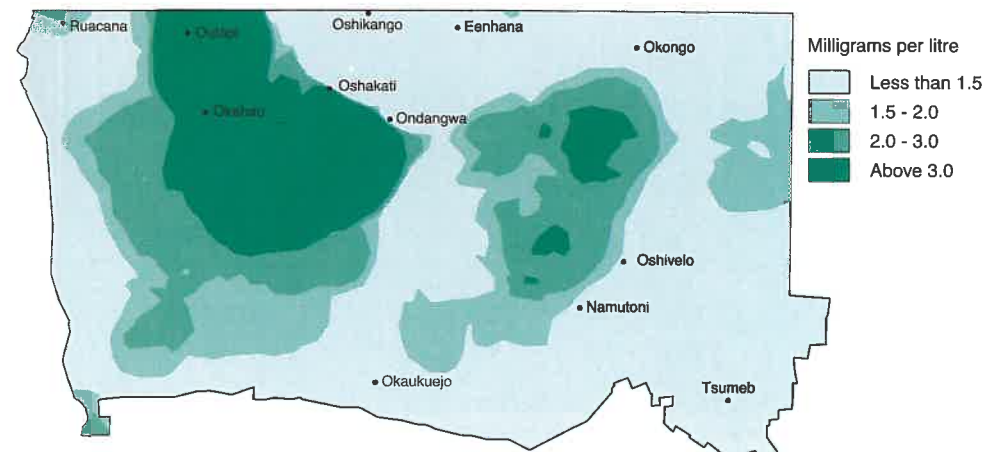 Ruacana
Oshikango
Eenhana
Outapi
Okongo
Milligrams per litre
Less than 1.5
Oshakati
1.5 - 2.0
Okahao
Ondangwa
2.0 - 3.0
Above 3.0
Oshivelo
Namutoni
Okaukuejo
Tsumeb